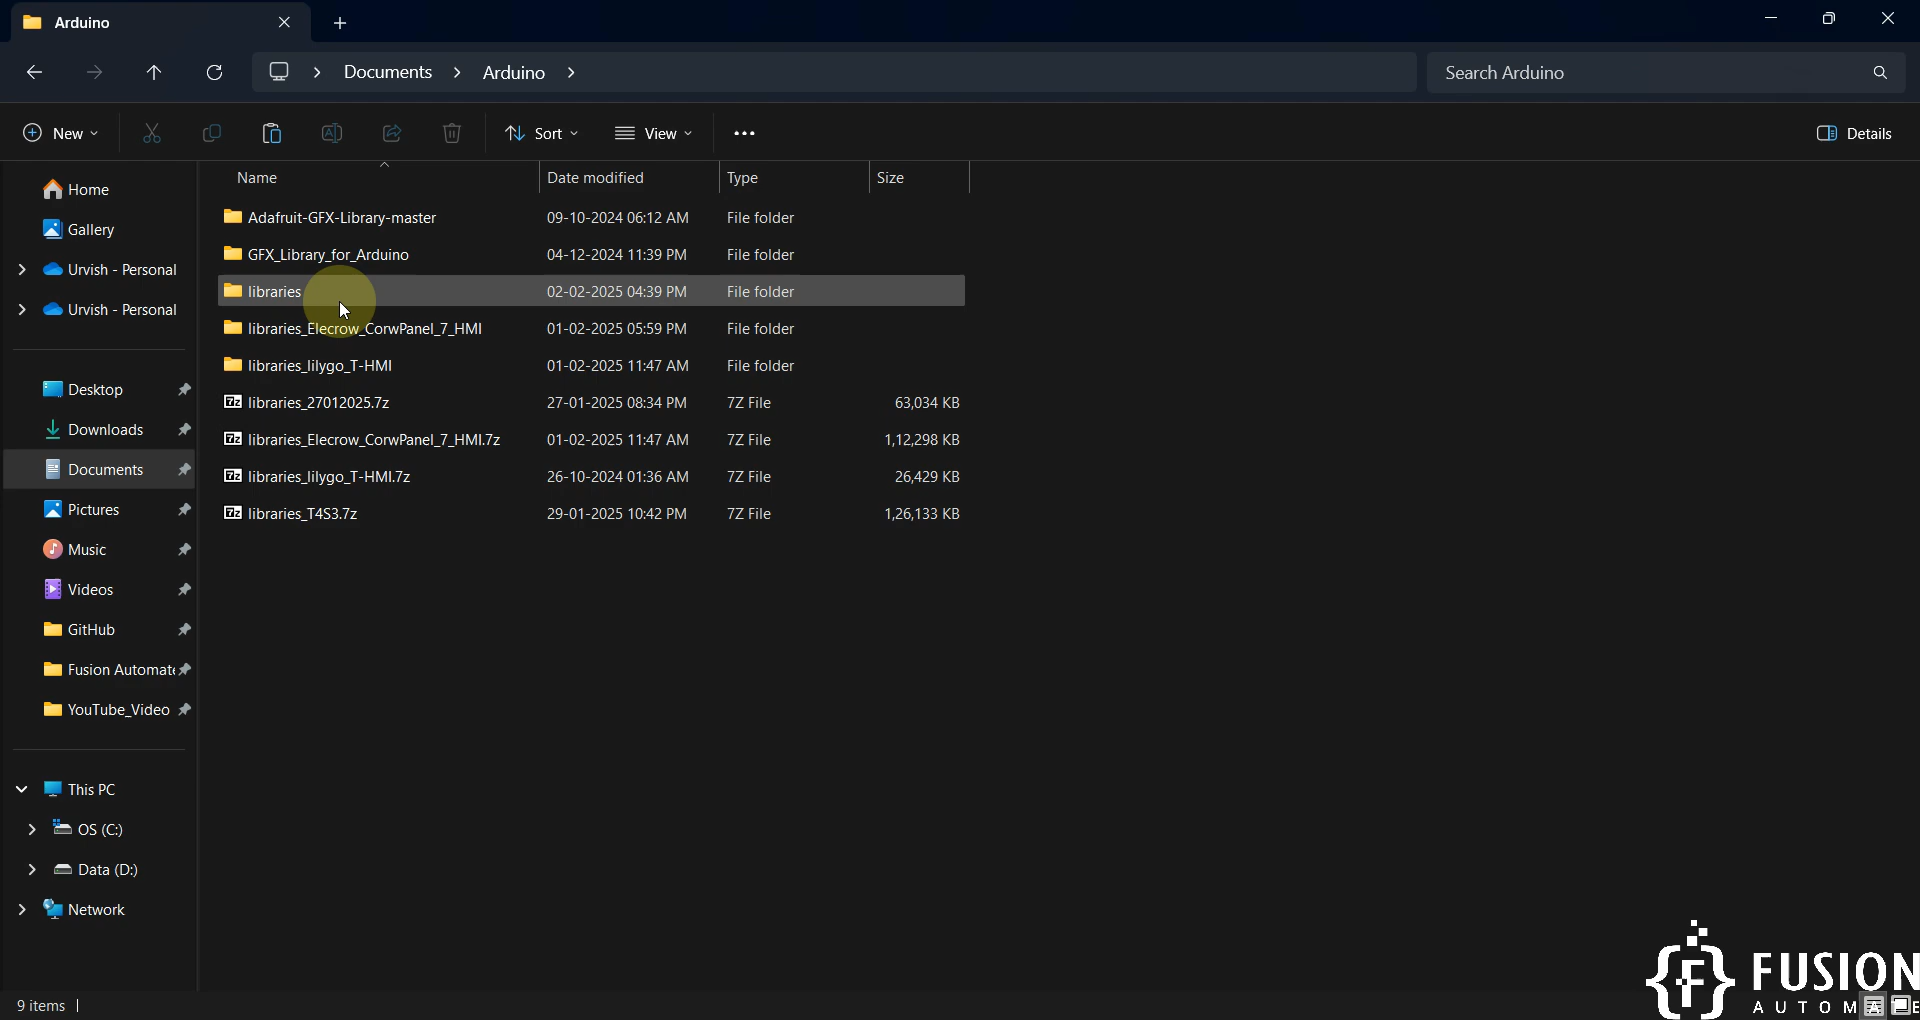 Arduino
Documents > Arduino >
Search Arduino
New
Sort
View
Details
Name Date modified Type Size
Adafruit-GFX-Library-master 09-10-2024 06:12 AM File folder
GFX_Library_for_Arduino 04-12-2024 11:39 PM File folder
libraries 02-02-2025 04:39 PM File folder
libraries_Elecrow_CorwPanel_7_HMI 01-02-2025 05:59 PM File folder
libraries_lilygo_T-HMI 01-02-2025 11:47 AM File folder
libraries_27012025.7z 27-01-2025 08:34 PM 7Z File 63,034 KB
libraries_Elecrow_CorwPanel_7_HMI.7z 01-02-2025 11:47 AM 7Z File 1,12,298 KB
libraries_lilygo_T-HMI.7z 26-10-2024 01:36 AM 7Z File 26,429 KB
libraries_T4S3.7z 29-01-2025 10:42 PM 7Z File 1,26,133 KB
Home
Gallery
Urvish - Personal
Urvish - Personal
Desktop
Downloads
Documents
Pictures
Music
Videos
GitHub
Fusion Automat
YouTube_Video
This PC
OS (C:)
Data (D:)
Network
9 items
FUSION
AUTOM